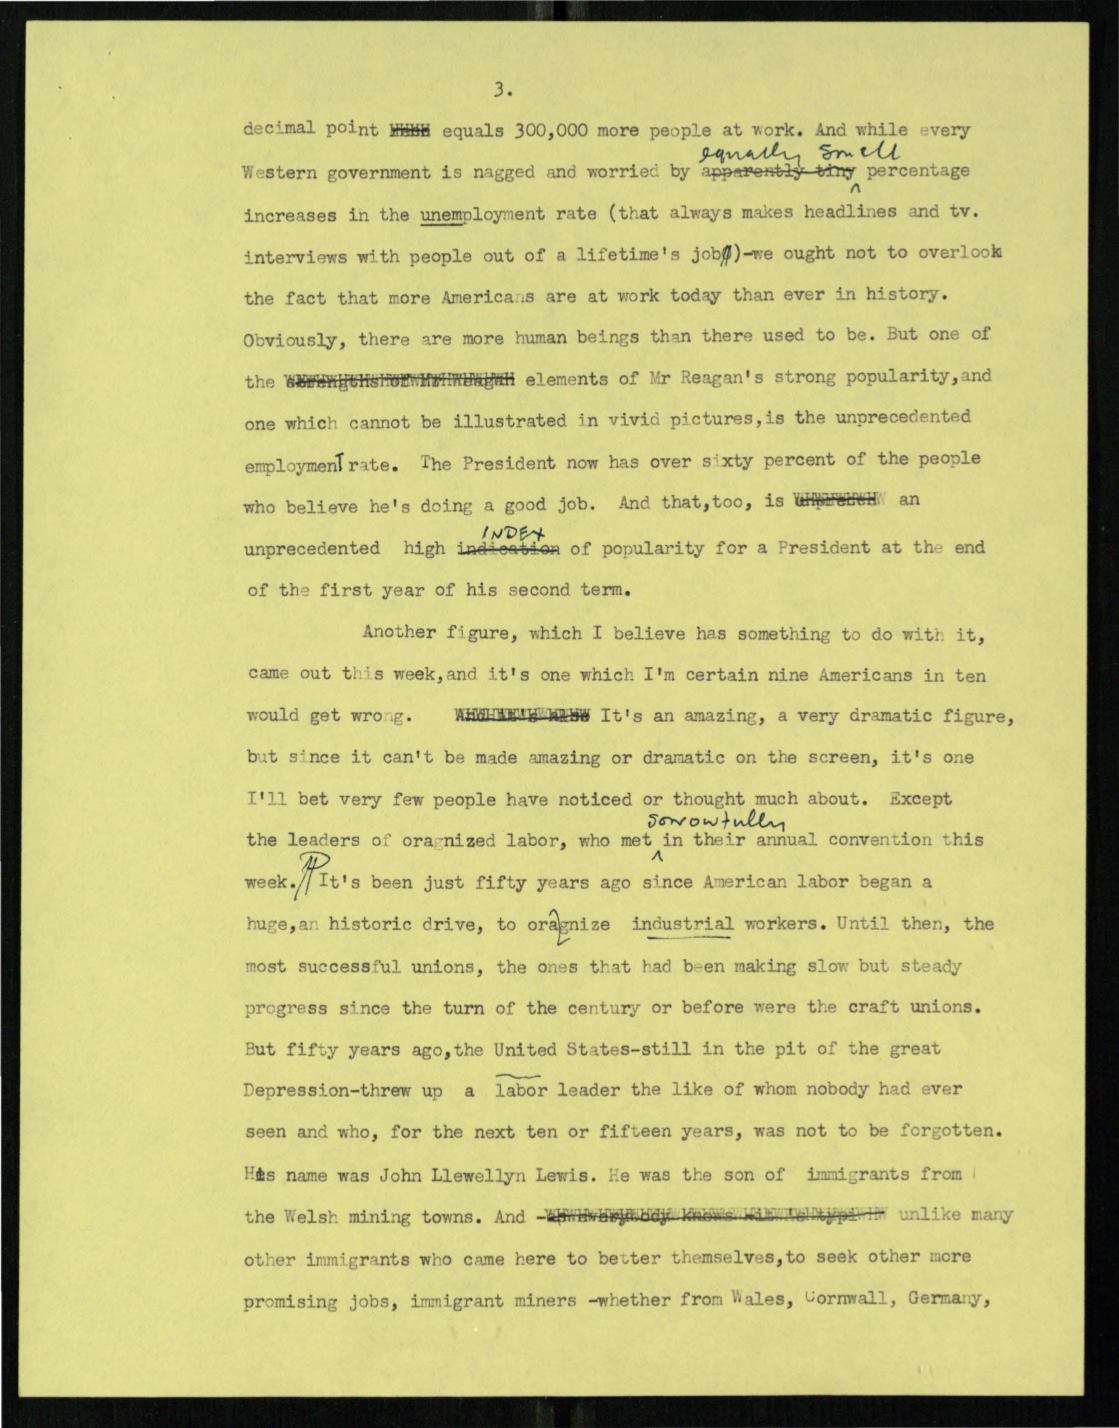 3.
decimal point equals 300,000 more people at work. And while every
equally small
Western government is nagged and worried by apparently tiny percentage
increases in the unemployment rate (that always makes headlines and tv.
interviews with people out of a lifetime's job)-we ought not to overlook
the fact that more Americans are at work today than ever in history.
Obviously, there are more human beings than there used to be. But one of
the elements of Mr Reagan's strong popularity,and
one which cannot be illustrated in vivid pictures,is the unprecedented
employmenT rate. The President now has over sixty percent of the people
who believe he's doing a good job. And that,too, is an
INDEX
unprecedented high indication of popularity for a President at the end
of the first year of his second term.
Another figure, which I believe has something to do with it,
came out this week,and it's one which I'm certain nine Americans in ten
would get wrong. It's an amazing, a very dramatic figure,
but since it can't be made amazing or dramatic on the screen, it's one
I'll bet very few people have noticed or thought much about. Except
sorrowfully
the leaders of oragnized labor, who met in their annual convention this
week. It's been just fifty years ago since American labor began a
huge,an historic drive, to oragnize industrial workers. Until then, the
most successful unions, the ones that had been making slow but steady
progress since the turn of the century or before were the craft unions.
But fifty years ago,the United States-still in the pit of the great
Depression-threw up a labor leader the like of whom nobody had ever
seen and who, for the next ten or fifteen years, was not to be forgotten.
His name was John Llewellyn Lewis. He was the son of immigrants from
the Welsh mining towns. And - unlike many
other immigrants who came here to better themselves,to seek other more
promising jobs, immigrant miners -whether from Wales, Cornwall, Germany,